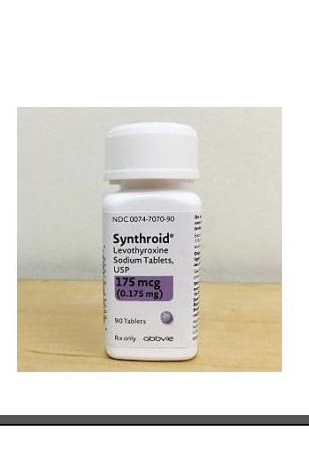 NDC 0074-7070-90
Synthroid®
Levothyroxine
Sodium Tablets,
USP
175 mcg
(0.175 mg)
90 Tablets
Rx only abbvie